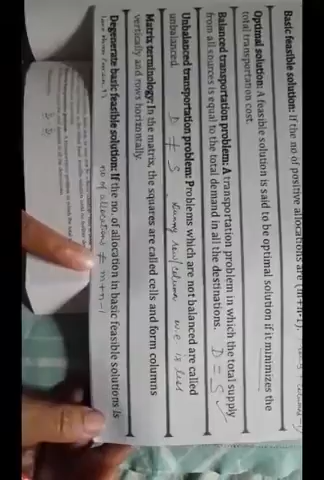 Basic feasible solution: If the no of positive allocations are (m+n-1).
Optimal solution: A feasible solution is said to be optimal solution if it minimizes the
total transportation cost.
Balanced transportation problem: A transportation problem in which the total supply
from all sources is equal to the total demand in all the destinations. D = S ✓
Unbalanced transportation problem: Problems which are not balanced are called
unbalanced. D ≠ S Dummy row/column w.e is less
Matrix terminology: In the matrix, the squares are called cells and form columns
vertically and rows horizontally.
Degenerate basic feasible solution: If the no. of allocation in basic feasible solutions is
no of allocations ≠ m+n-1